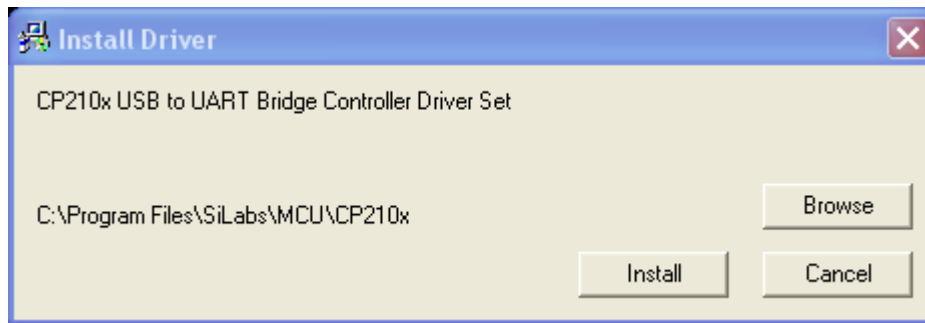 Install Driver
CP210x USB to UART Bridge Controller Driver Set
C:\Program Files\SiLabs\MCU\CP210x
Browse
Install
Cancel